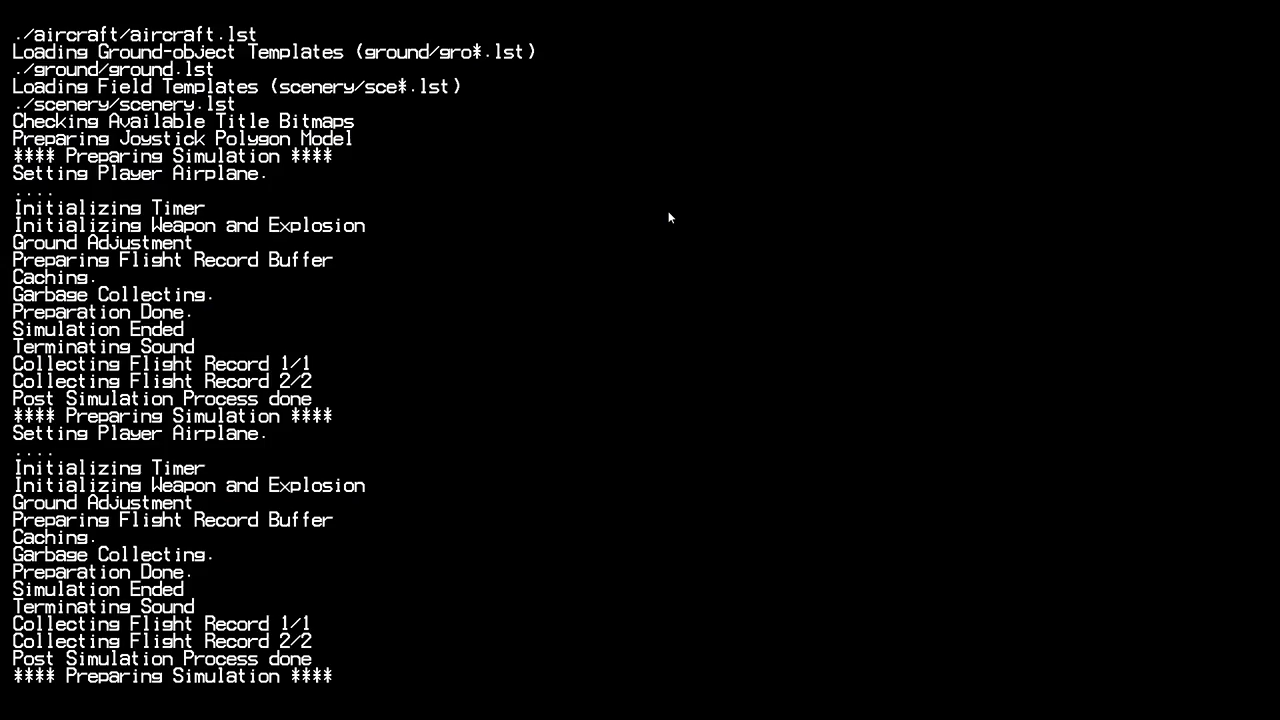 ./aircraft/aircraft.lst
Loading Ground-object Templates (ground/gro*.lst)
./ground/ground.lst
Loading Field Templates (scenery/sce*.lst)
./scenery/scenery.lst
Checking Available Title Bitmaps
Preparing Joystick Polygon Model
**** Preparing Simulation ****
Setting Player Airplane.
....
Initializing Timer
Initializing Weapon and Explosion
Ground Adjustment
Preparing Flight Record Buffer
Caching.
Garbage Collecting.
Preparation Done.
Simulation Ended
Terminating Sound
Collecting Flight Record 1/1
Collecting Flight Record 2/2
Post Simulation Process done
**** Preparing Simulation ****
Setting Player Airplane.
....
Initializing Timer
Initializing Weapon and Explosion
Ground Adjustment
Preparing Flight Record Buffer
Caching.
Garbage Collecting.
Preparation Done.
Simulation Ended
Terminating Sound
Collecting Flight Record 1/1
Collecting Flight Record 2/2
Post Simulation Process done
**** Preparing Simulation ****